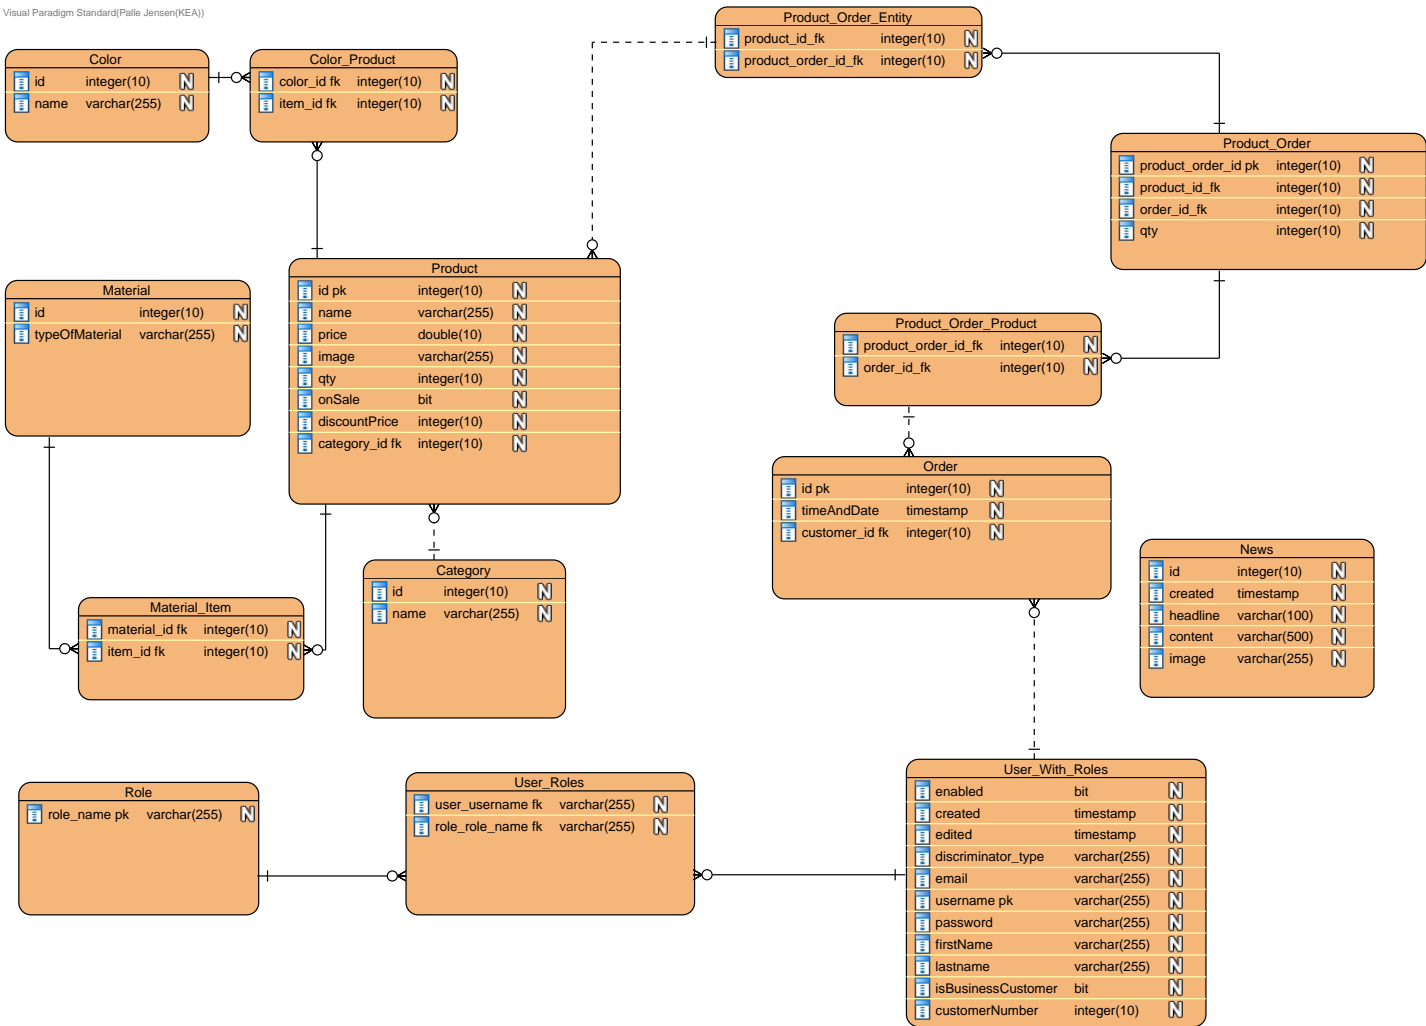 Visual Paradigm Standard(Palle Jensen(KEA))
Color
id integer(10) N
name varchar(255) N
Color_Product
color_id fk integer(10) N
item_id fk integer(10) N
Product_Order_Entity
product_id_fk integer(10) N
product_order_id_fk integer(10) N
Product_Order
product_order_id pk integer(10) N
product_id_fk integer(10) N
order_id_fk integer(10) N
qty integer(10) N
Material
id integer(10) N
typeOfMaterial varchar(255) N
Product
id pk integer(10) N
name varchar(255) N
price double(10) N
image varchar(255) N
qty integer(10) N
onSale bit N
discountPrice integer(10) N
category_id fk integer(10) N
Product_Order_Product
product_order_id_fk integer(10) N
order_id_fk integer(10) N
Order
id pk integer(10) N
timeAndDate timestamp N
customer_id fk integer(10) N
News
id integer(10) N
created timestamp N
headline varchar(100) N
content varchar(500) N
image varchar(255) N
Category
id integer(10) N
name varchar(255) N
Material_Item
material_id fk integer(10) N
item_id fk integer(10) N
Role
role_name pk varchar(255) N
User_Roles
user_username fk varchar(255) N
role_role_name fk varchar(255) N
User_With_Roles
enabled bit N
created timestamp N
edited timestamp N
discriminator_type varchar(255) N
email varchar(255) N
username pk varchar(255) N
password varchar(255) N
firstName varchar(255) N
lastname varchar(255) N
isBusinessCustomer bit N
customerNumber integer(10) N